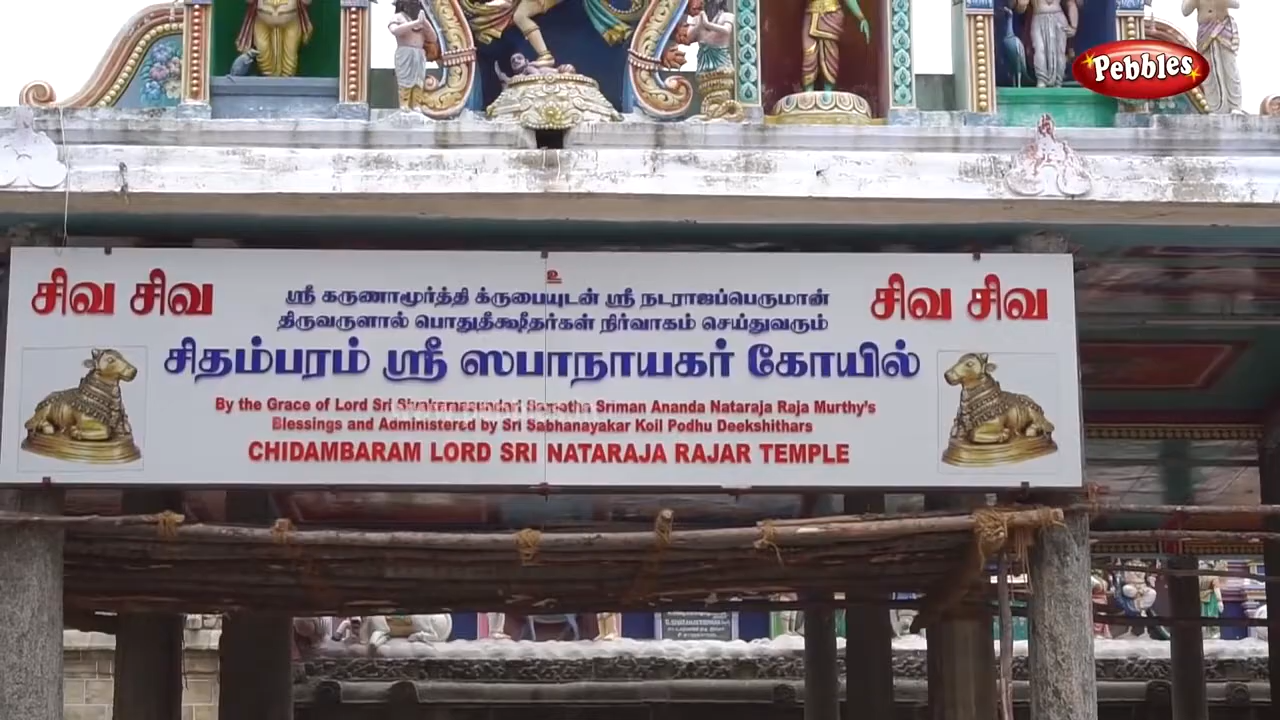 Pebbles
உ
சிவ சிவ
ஸ்ரீ கருணாமூர்த்தி க்ருபையுடன் ஸ்ரீ நடராஜப்பெருமான்
சிவ சிவ
திருவருளால் பொதுதீக்ஷிதர்கள் நிர்வாகம் செய்துவரும்
சிதம்பரம் ஸ்ரீ ஸபாநாயகர் கோயில்
By the Grace of Lord Sri Sivakamasundari Sametha Sriman Ananda Nataraja Raja Murthy's
Blessings and Administered by Sri Sabhanayakar Koil Podhu Deekshithars
CHIDAMBARAM LORD SRI NATARAJA RAJAR TEMPLE